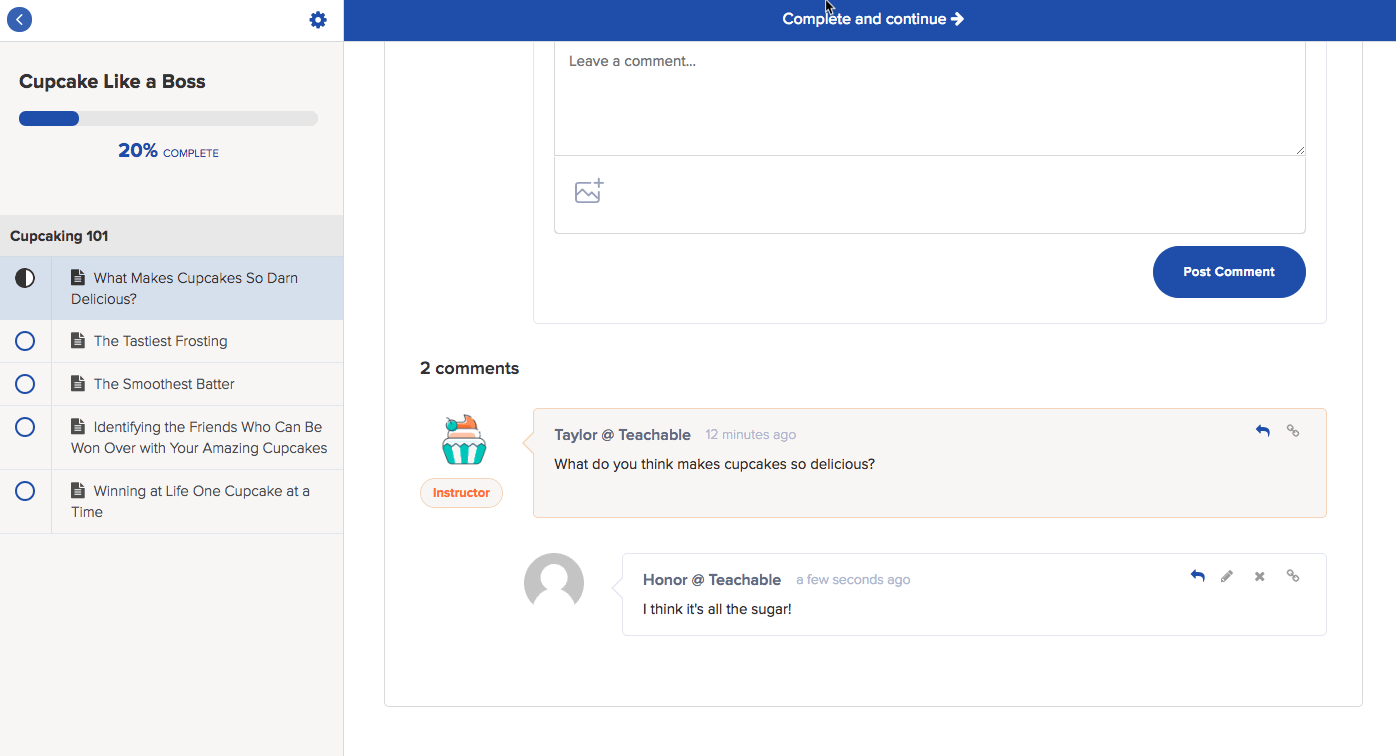 Complete and continue
Cupcake Like a Boss
20% COMPLETE
Cupcaking 101
What Makes Cupcakes So Darn
Delicious?
The Tastiest Frosting
The Smoothest Batter
Identifying the Friends Who Can Be
Won Over with Your Amazing Cupcakes
Winning at Life One Cupcake at a
Time
Leave a comment...
Post Comment
2 comments
Taylor @ Teachable 12 minutes ago
What do you think makes cupcakes so delicious?
Instructor
Honor @ Teachable a few seconds ago
I think it's all the sugar!